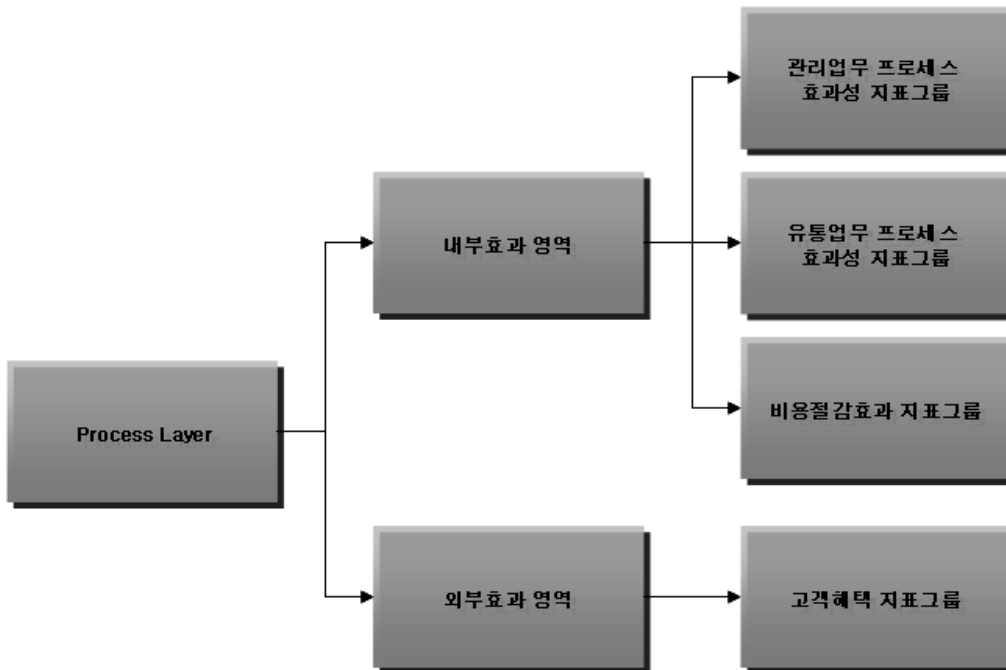 관리업무 프로세스
효과성 지표그룹
내부효과 영역
유통업무 프로세스
효과성 지표그룹
Process Layer
비용절감효과 지표그룹
외부효과 영역
고객혜택 지표그룹